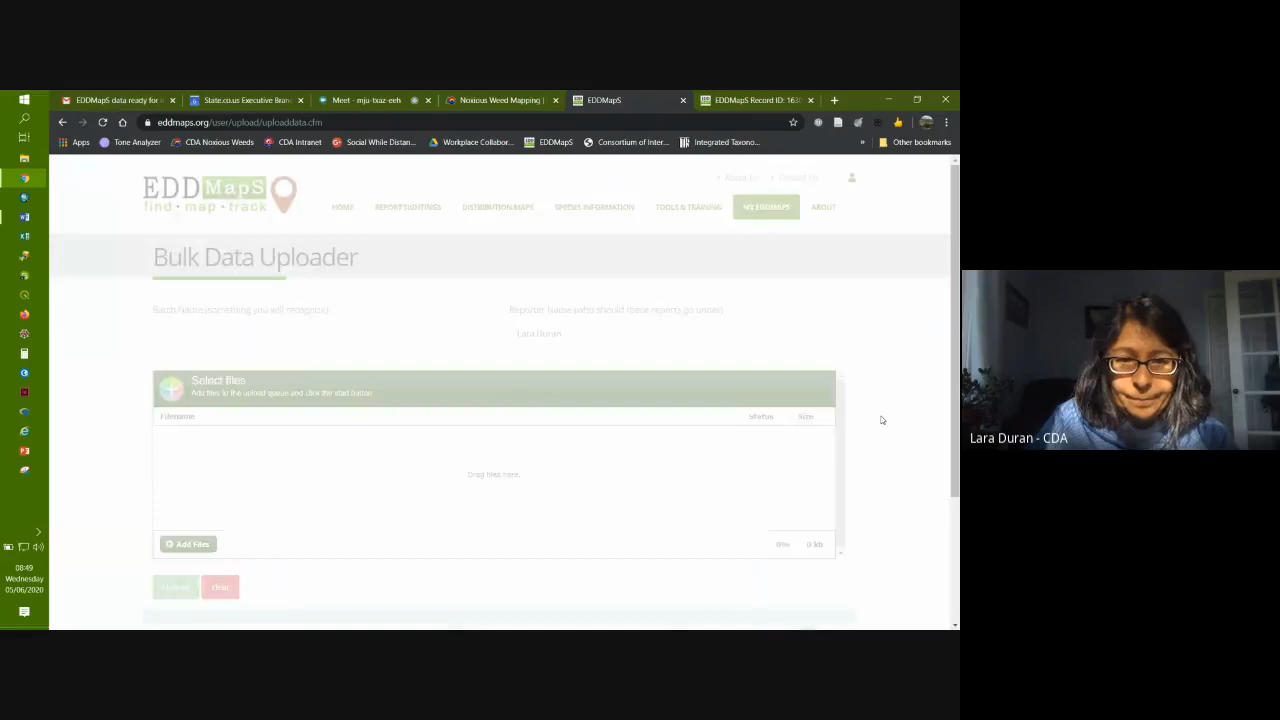 EDDMapS data ready for
State.co.us Executive Bran
Meet - mju-txaz-eeh
Noxious Weed Mapping |
EDDMapS
EDDMapS Record ID: 1630
eddmaps.org/user/upload/uploaddata.cfm
Apps
Tone Analyzer
CDA Noxious Weeds
CDA Intranet
Social While Distan...
Workplace Collabor...
EDDMapS
Consortium of Inter...
Integrated Taxono...
»
Other bookmarks
About Us
Contact Us
EDDMapS
find • map • track
HOME
REPORT SIGHTINGS
DISTRIBUTION MAPS
SPECIES INFORMATION
TOOLS & TRAINING
MY EDDMAPS
ABOUT
Bulk Data Uploader
Batch Name (something you will recognize)
Reporter Name (who should these reports go under)
Lara Duran
Select files
Add files to the upload queue and click the start button.
Filename
Status
Size
Drag files here.
Add Files
0%
0 kb
Clear
08:49
Wednesday
05/06/2020
Lara Duran - CDA